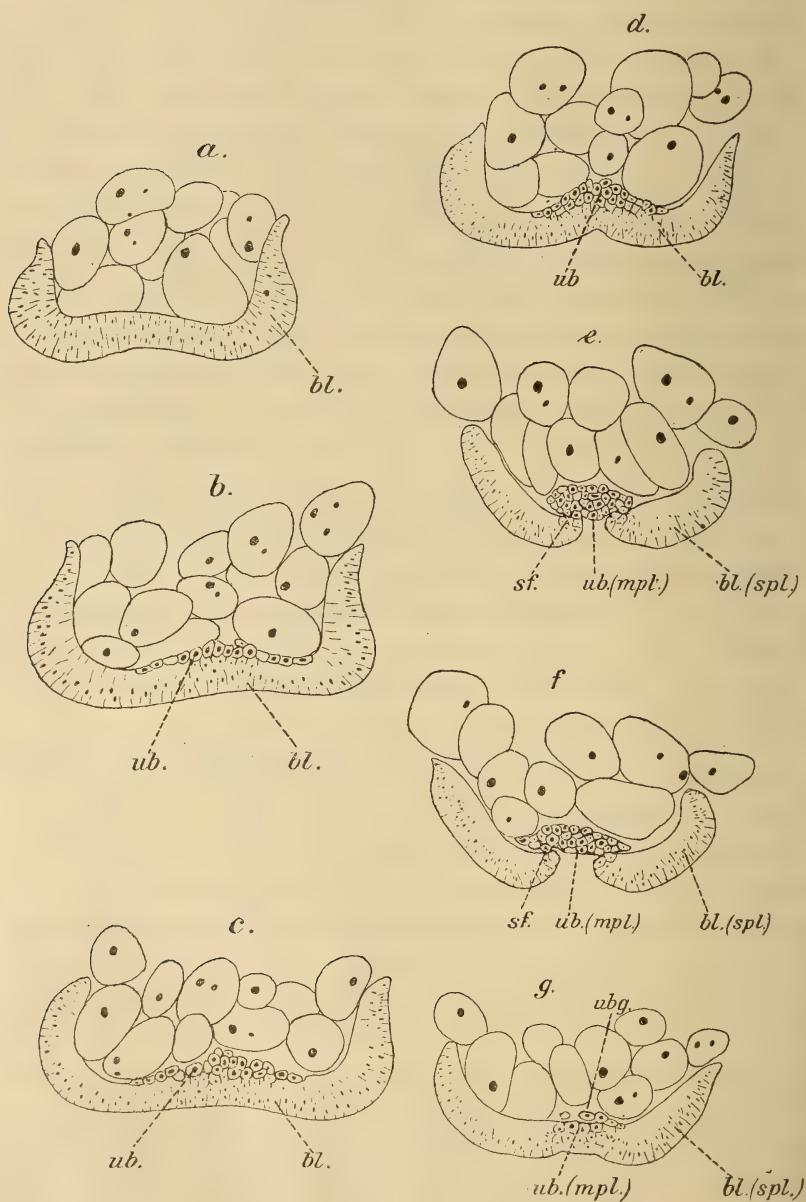 a.
bl.
b.
ub. bl.
c.
ub. bl.
d.
ub bl.
e.
sf. ub.(mpl.) bl.(spl)
f
sf. ub.(mpl.) bl.(spl.)
g.
ubg
ub.(mpl.) bl.(spl.)